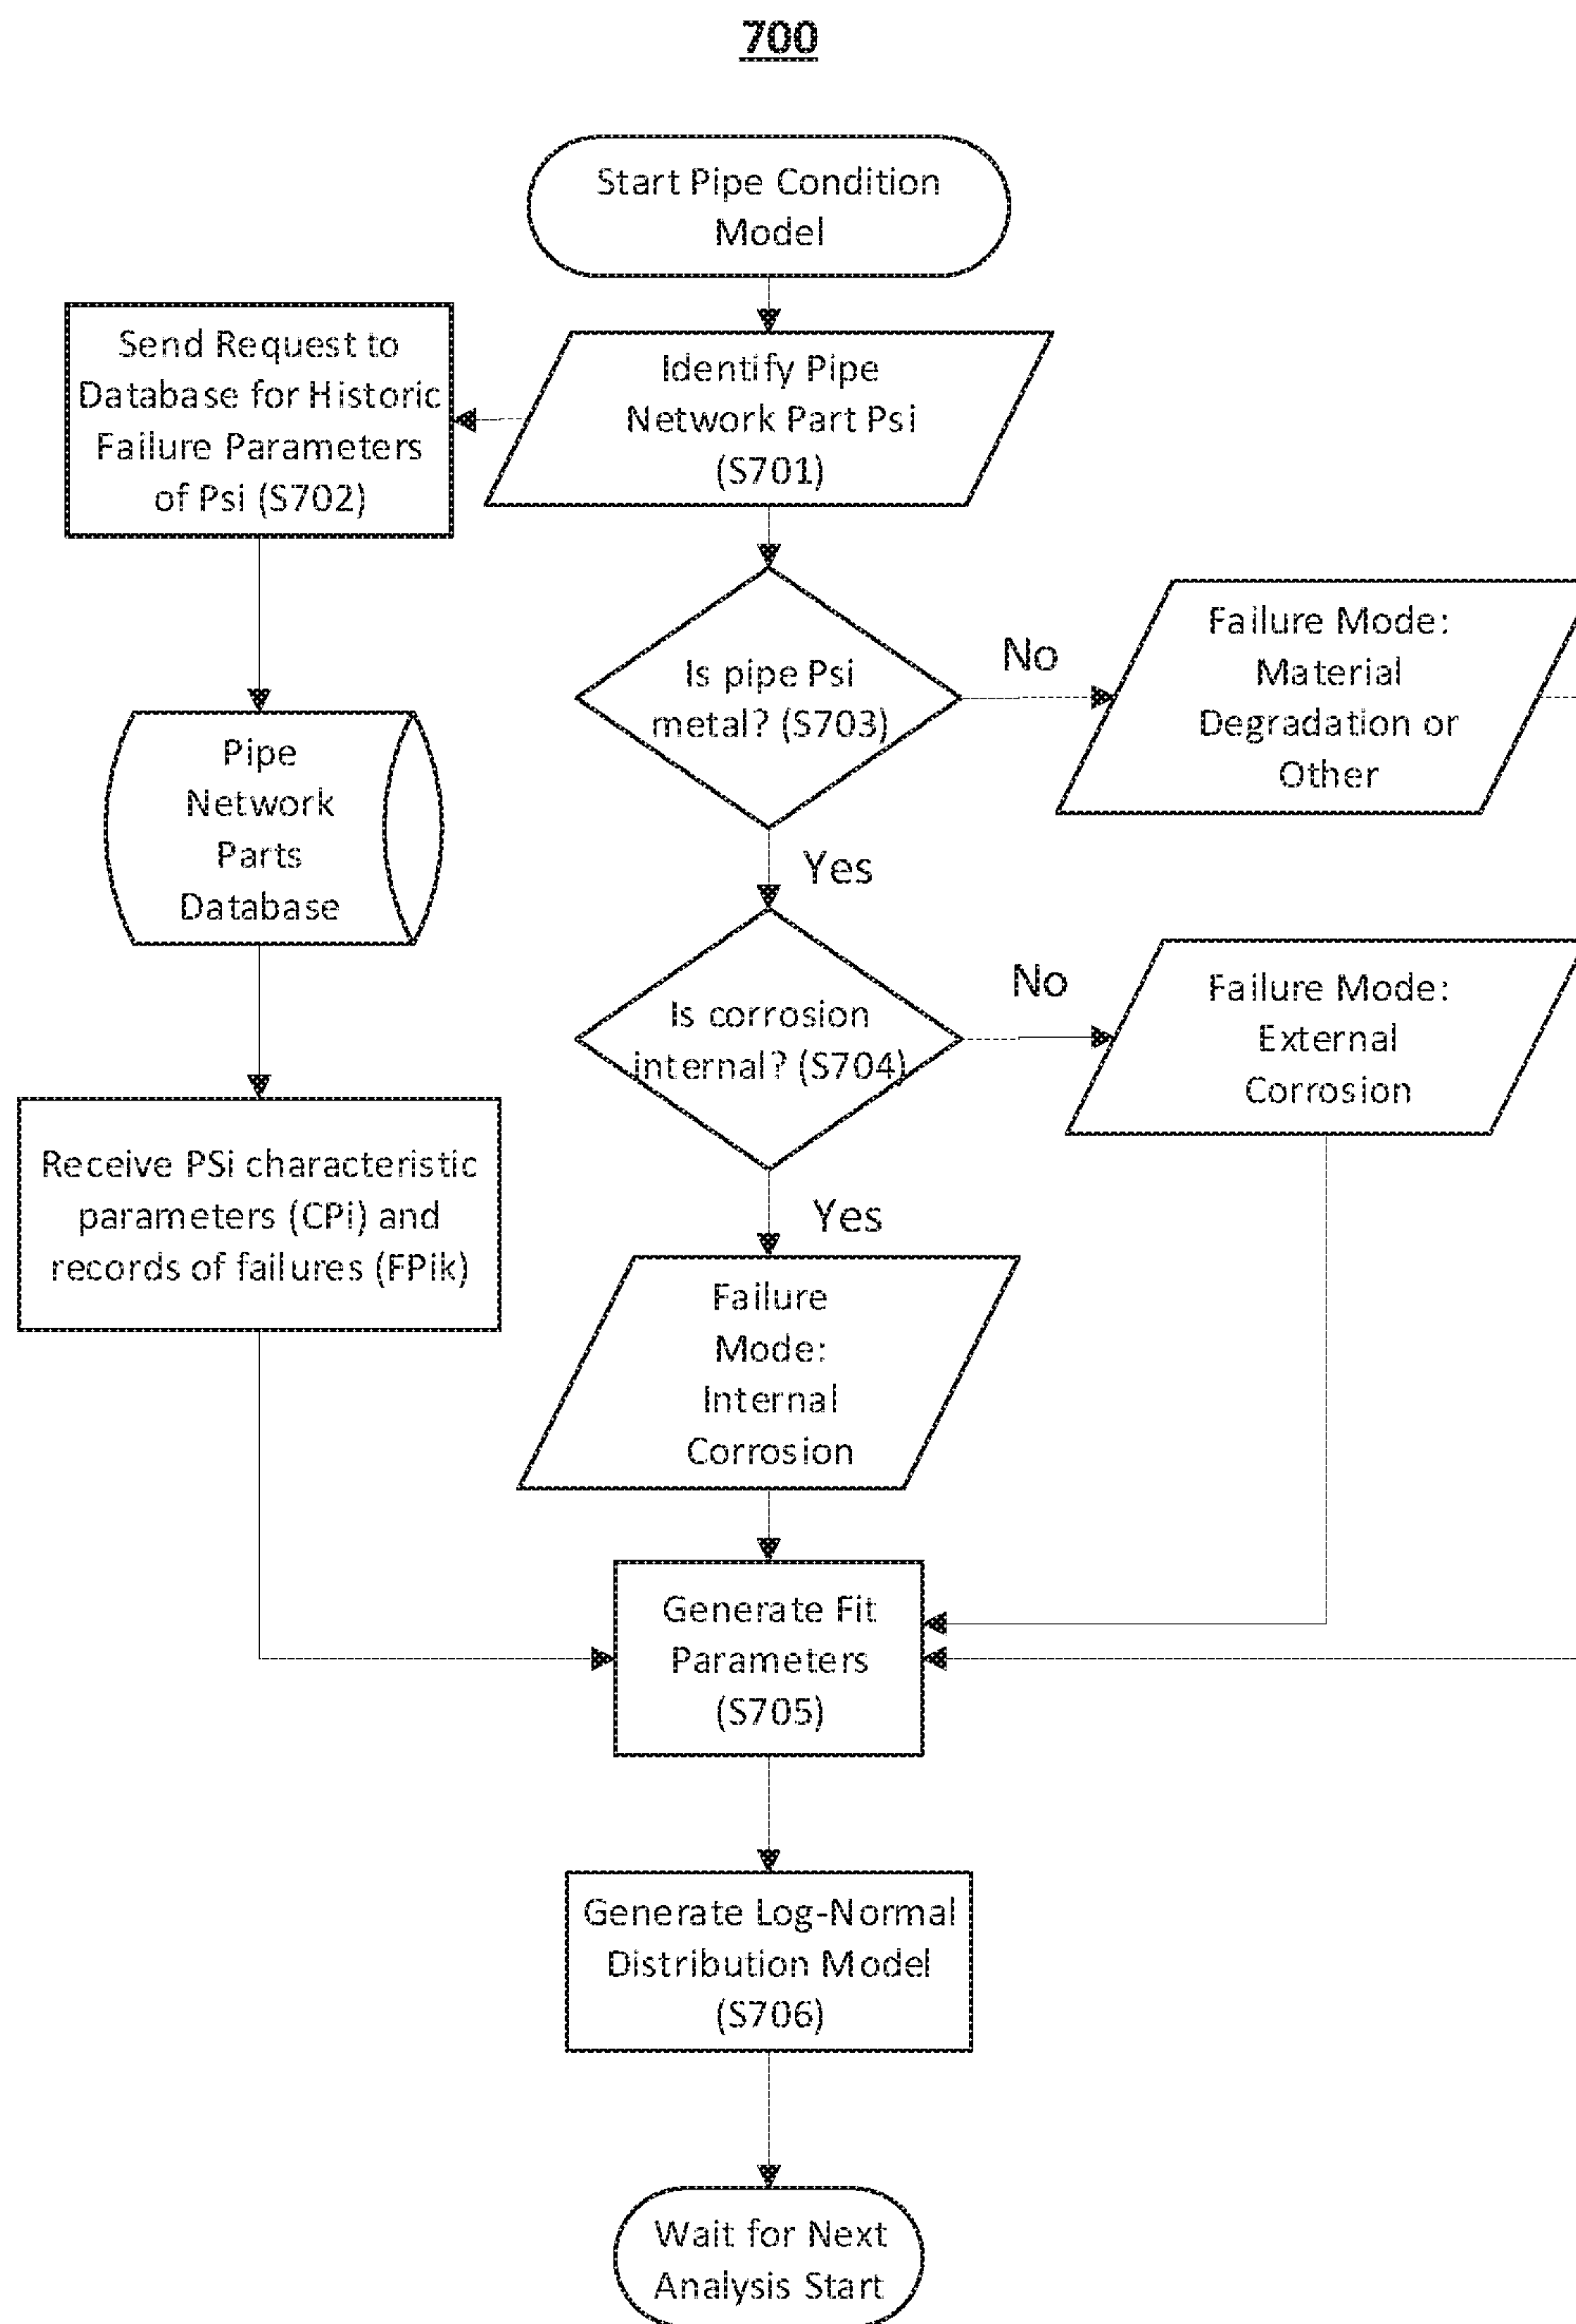 700
Start Pipe Condition
Model
Send Request to
Database for Historic
Failure Parameters
of Psi (S702)
Identify Pipe
Network Part Psi
(S701)
Is pipe Psi
metal? (S703)
No
Failure Mode:
Material
Degradation or
Other
Yes
Pipe
Network
Parts
Database
Is corrosion
internal? (S704)
No
Failure Mode:
External
Corrosion
Yes
Receive PSi characteristic
parameters (CPi) and
records of failures (FPik)
Failure
Mode:
Internal
Corrosion
Generate Fit
Parameters
(S705)
Generate Log-Normal
Distribution Model
(S706)
Wait for Next
Analysis Start